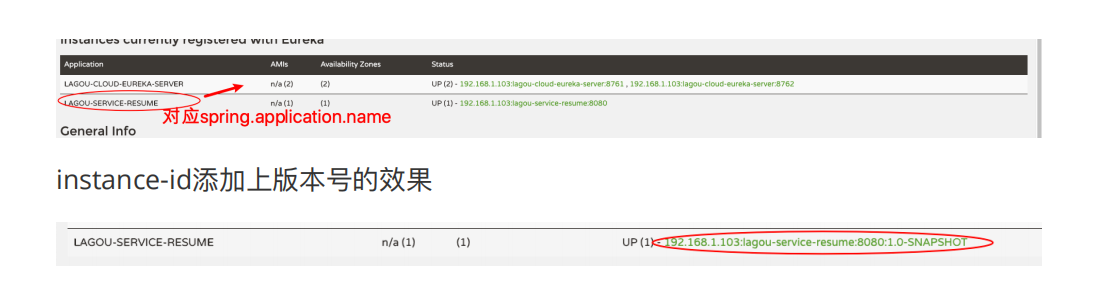 Instances currently registered with Eureka
Application AMIs Availability Zones Status
LAGOU-CLOUD-EUREKA-SERVER n/a (2) (2) UP (2) - 192.168.1.103:lagou-cloud-eureka-server:8761 , 192.168.1.103:lagou-cloud-eureka-server:8762
LAGOU-SERVICE-RESUME n/a (1) (1) UP (1) - 192.168.1.103:lagou-service-resume:8080
对应spring.application.name
General Info
instance-id添加上版本号的效果
LAGOU-SERVICE-RESUME n/a (1) (1) UP (1) - 192.168.1.103:lagou-service-resume:8080:1.0-SNAPSHOT